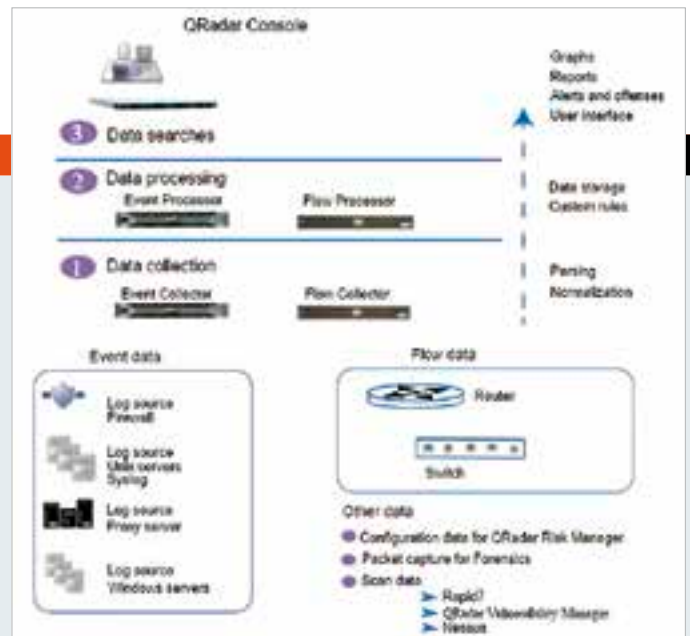 QRadar Console
Graphs
Reports
Alerts and offenses
User interface
3 Data searches
2 Data processing
Event Processor
Flow Processor
Data storage
Custom rules
1 Data collection
Event Collector
Flow Collector
Parsing
Normalization
Event data
Log source
Firewall
Log source
Unix servers
Syslog
Log source
Proxy server
Log source
Windows servers
Flow data
Router
Switch
Other data
Configuration data for QRadar Risk Manager
Packet capture for Forensics
Scan data
Rapid7
QRadar Vulnerability Manager
Nessus